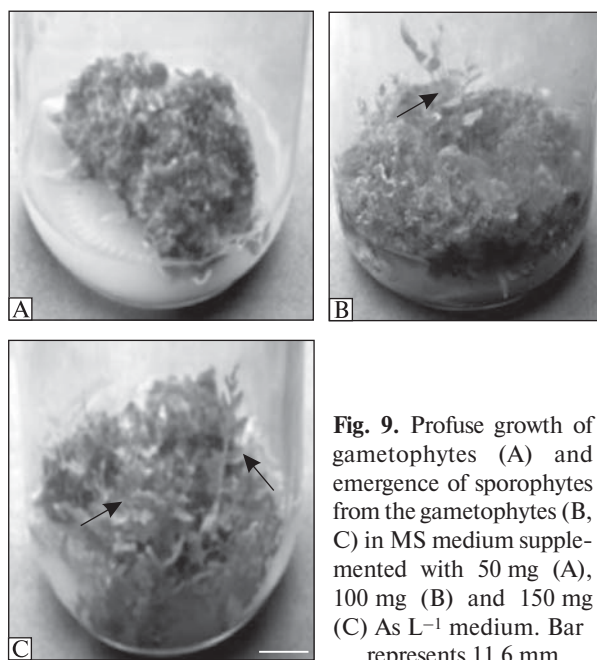 A
B
C
Fig. 9. Profuse growth of
gametophytes (A) and
emergence of sporophytes
from the gametophytes (B,
C) in MS medium supple-
mented with 50 mg (A),
100 mg (B) and 150 mg
(C) As L⁻¹ medium. Bar
represents 11.6 mm